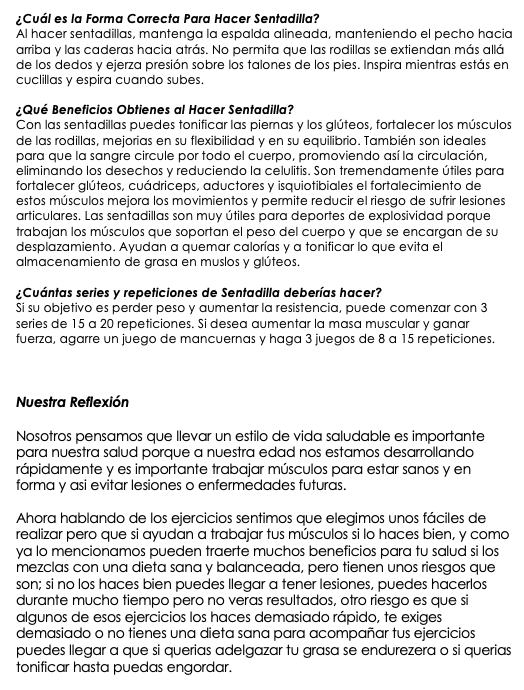 ¿Cuál es la Forma Correcta Para Hacer Sentadilla?
Al hacer sentadillas, mantenga la espalda alineada, manteniendo el pecho hacia
arriba y las caderas hacia atrás. No permita que las rodillas se extiendan más allá
de los dedos y ejerza presión sobre los talones de los pies. Inspira mientras estás en
cuclillas y espira cuando subes.
¿Qué Beneficios Obtienes al Hacer Sentadilla?
Con las sentadillas puedes tonificar las piernas y los glúteos, fortalecer los músculos
de las rodillas, mejorias en su flexibilidad y en su equilibrio. También son ideales
para que la sangre circule por todo el cuerpo, promoviendo así la circulación,
eliminando los desechos y reduciendo la celulitis. Son tremendamente útiles para
fortalecer glúteos, cuádriceps, aductores y isquiotibiales el fortalecimiento de
estos músculos mejora los movimientos y permite reducir el riesgo de sufrir lesiones
articulares. Las sentadillas son muy útiles para deportes de explosividad porque
trabajan los músculos que soportan el peso del cuerpo y que se encargan de su
desplazamiento. Ayudan a quemar calorías y a tonificar lo que evita el
almacenamiento de grasa en muslos y glúteos.
¿Cuántas series y repeticiones de Sentadilla deberías hacer?
Si su objetivo es perder peso y aumentar la resistencia, puede comenzar con 3
series de 15 a 20 repeticiones. Si desea aumentar la masa muscular y ganar
fuerza, agarre un juego de mancuernas y haga 3 juegos de 8 a 15 repeticiones.
Nuestra Reflexión
Nosotros pensamos que llevar un estilo de vida saludable es importante
para nuestra salud porque a nuestra edad nos estamos desarrollando
rápidamente y es importante trabajar músculos para estar sanos y en
forma y asi evitar lesiones o enfermedades futuras.
Ahora hablando de los ejercicios sentimos que elegimos unos fáciles de
realizar pero que si ayudan a trabajar tus músculos si lo haces bien, y como
ya lo mencionamos pueden traerte muchos beneficios para tu salud si los
mezclas con una dieta sana y balanceada, pero tienen unos riesgos que
son; si no los haces bien puedes llegar a tener lesiones, puedes hacerlos
durante mucho tiempo pero no veras resultados, otro riesgo es que si
algunos de esos ejercicios los haces demasiado rápido, te exiges
demasiado o no tienes una dieta sana para acompañar tus ejercicios
puedes llegar a que si querias adelgazar tu grasa se endurezera o si querias
tonificar hasta puedas engordar.